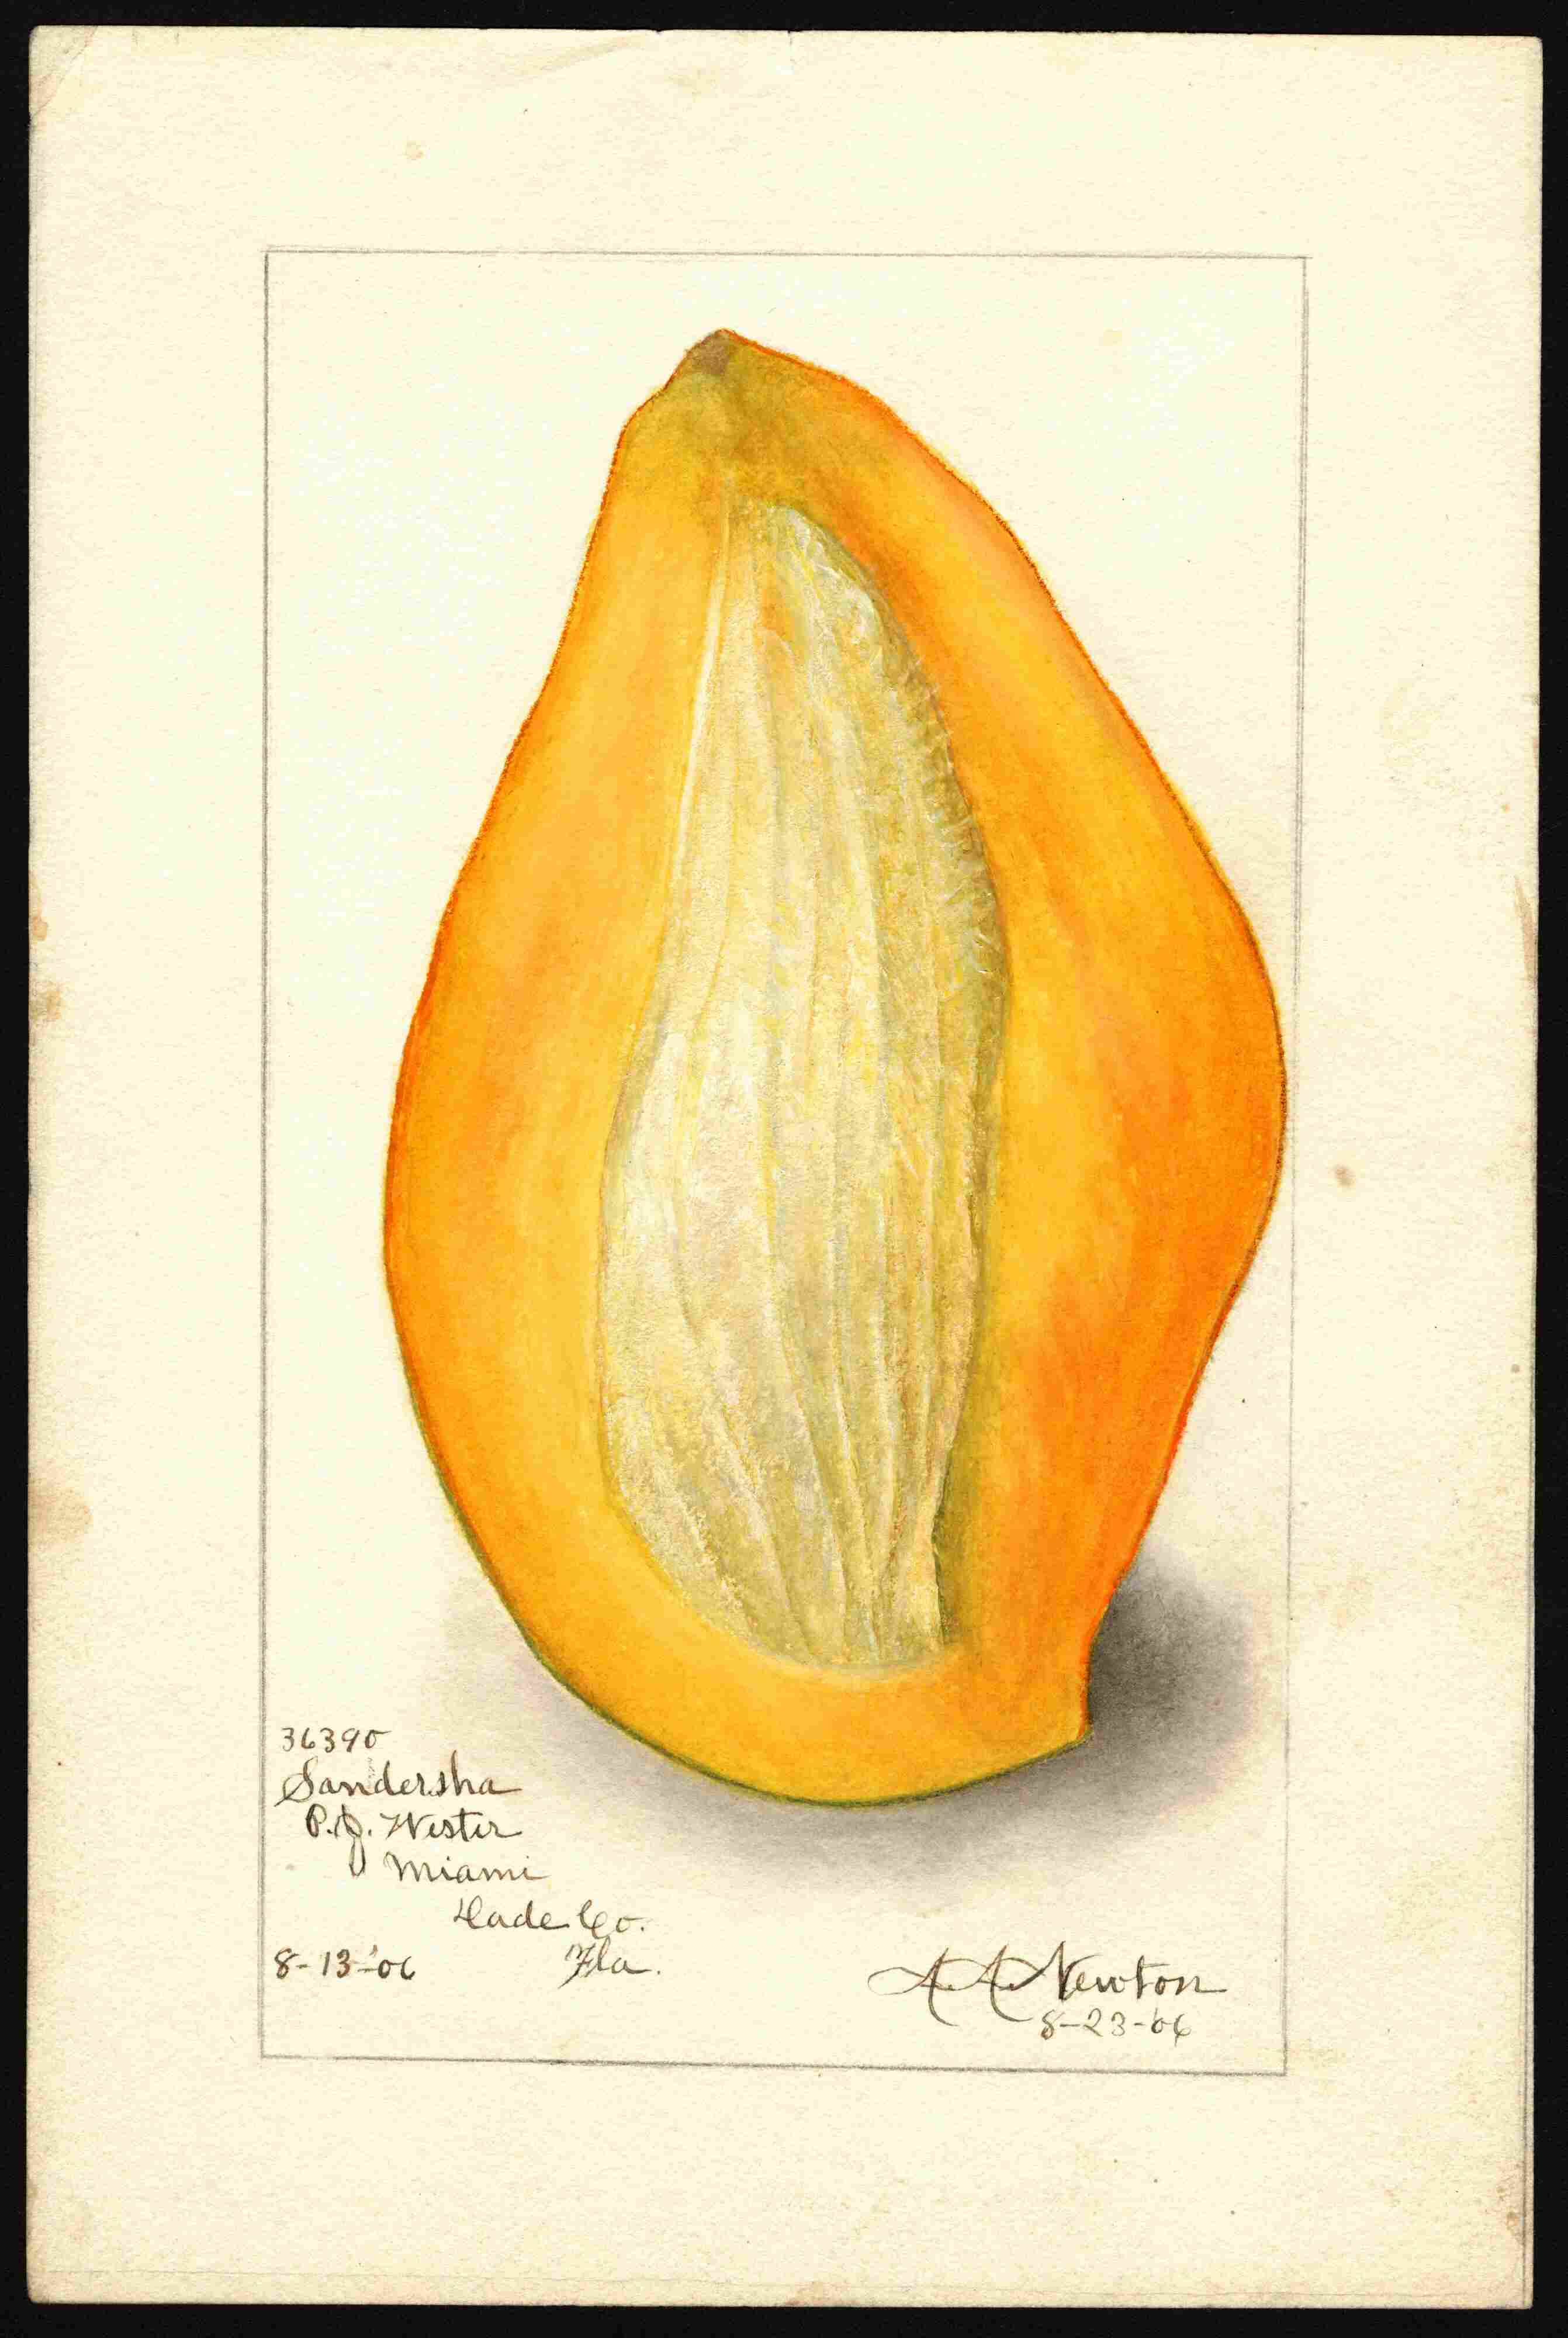 36390
Sandersha
P.J. Wester
Miami
Dade Co.
8-13-'06 Fla.
A.A. Newton
8-23-'06